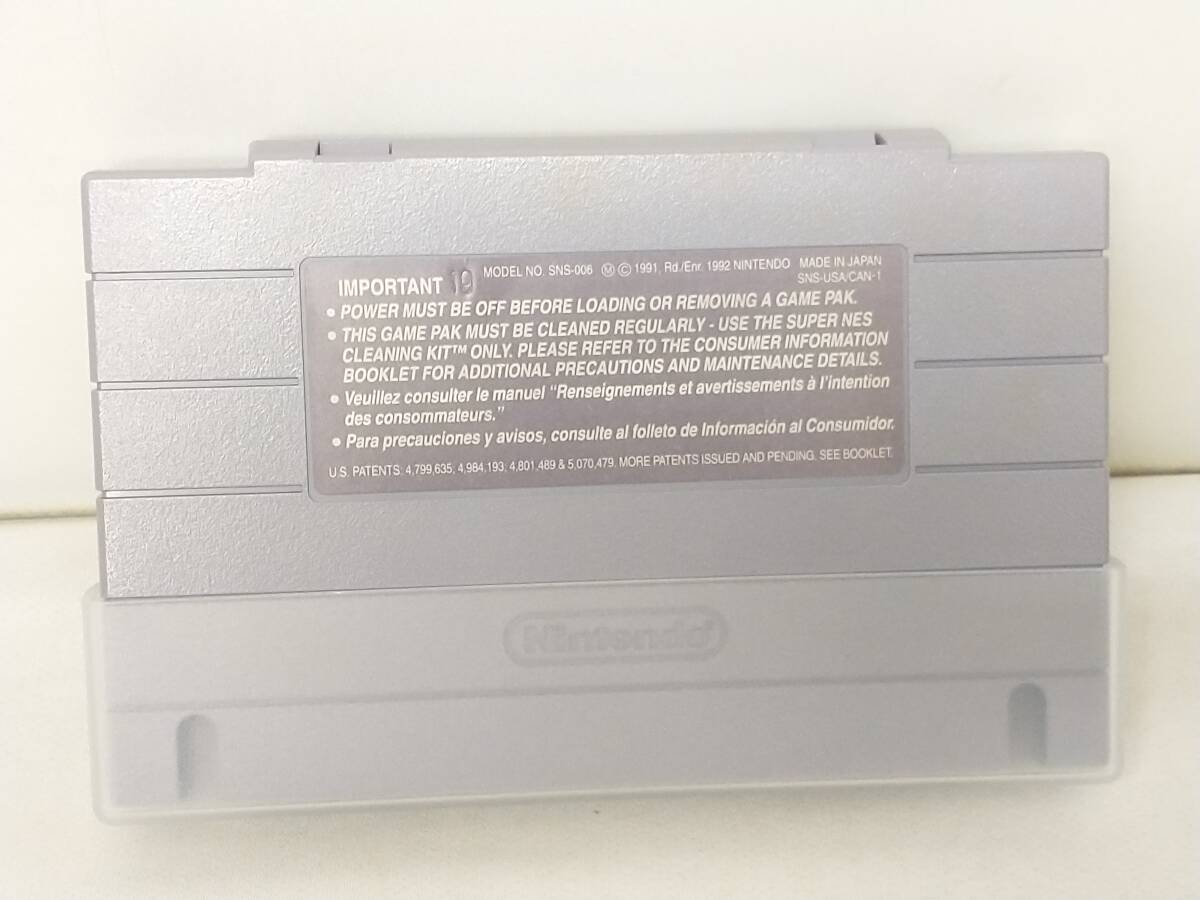 IMPORTANT 19 MODEL NO. SNS-006 Ⓜ © 1991, Rd./Enr. 1992 NINTENDO MADE IN JAPAN
SNS-USA/CAN-1
• POWER MUST BE OFF BEFORE LOADING OR REMOVING A GAME PAK.
• THIS GAME PAK MUST BE CLEANED REGULARLY - USE THE SUPER NES
CLEANING KIT™ ONLY. PLEASE REFER TO THE CONSUMER INFORMATION
BOOKLET FOR ADDITIONAL PRECAUTIONS AND MAINTENANCE DETAILS.
• Veuillez consulter le manuel “Renseignements et avertissements à l’intention
des consommateurs.”
• Para precauciones y avisos, consulte al folleto de Información al Consumidor.
U.S. PATENTS: 4,799,635; 4,984,193; 4,801,489 & 5,070,479. MORE PATENTS ISSUED AND PENDING. SEE BOOKLET.
Nintendo